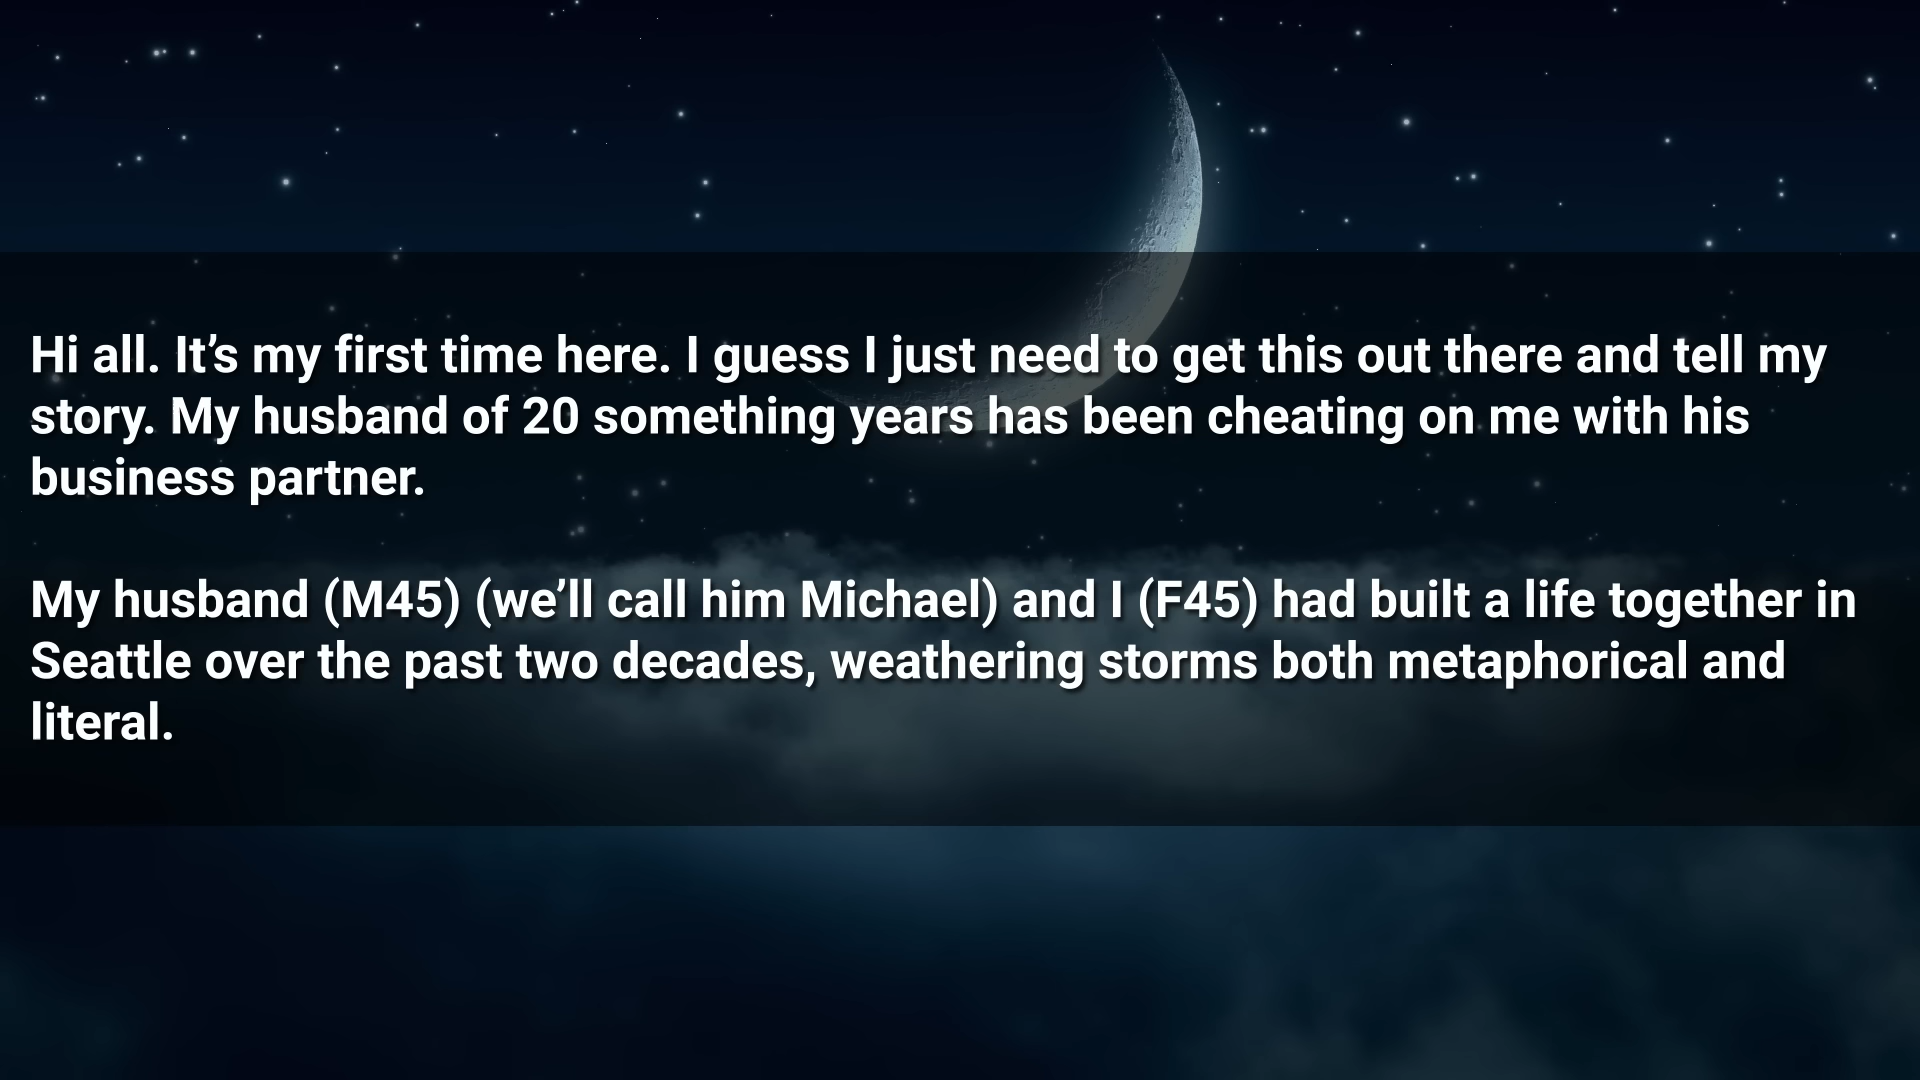 Hi all. It’s my first time here. I guess I just need to get this out there and tell my
story. My husband of 20 something years has been cheating on me with his
business partner.
My husband (M45) (we’ll call him Michael) and I (F45) had built a life together in
Seattle over the past two decades, weathering storms both metaphorical and
literal.